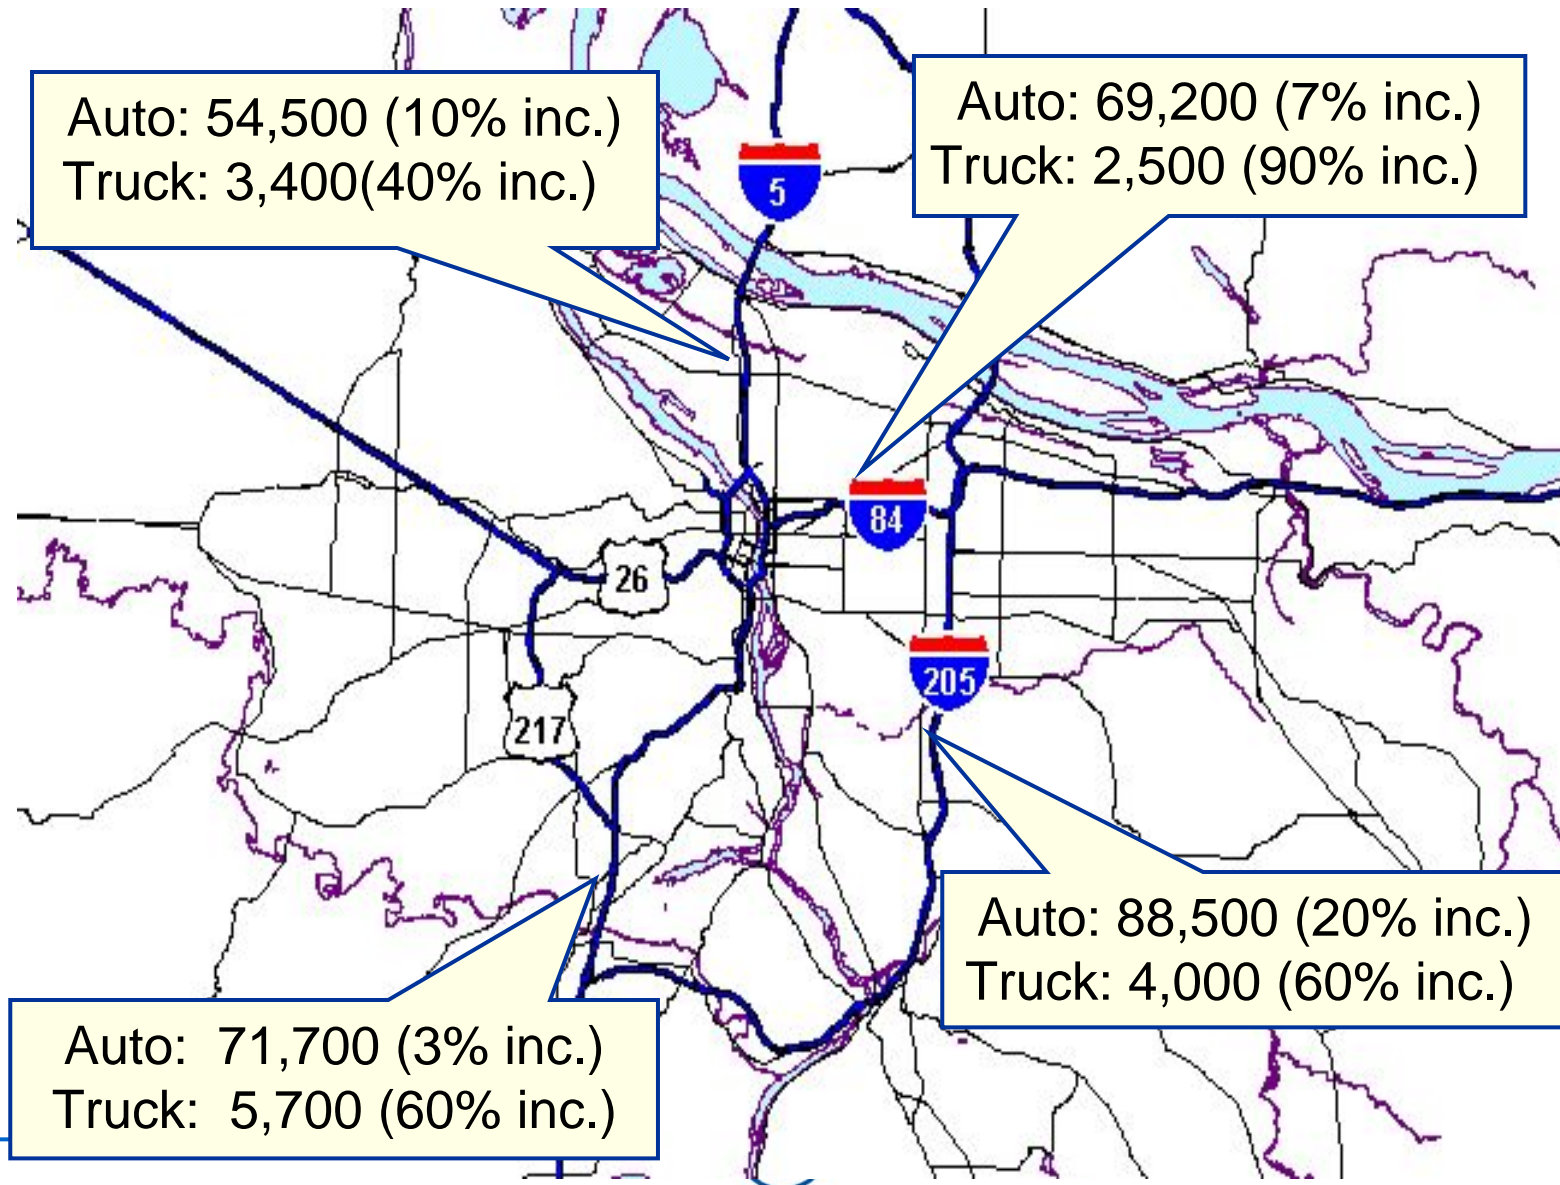 Auto: 54,500 (10% inc.)
Truck: 3,400(40% inc.)
Auto: 69,200 (7% inc.)
Truck: 2,500 (90% inc.)
5
84
26
205
217
Auto: 88,500 (20% inc.)
Truck: 4,000 (60% inc.)
Auto: 71,700 (3% inc.)
Truck: 5,700 (60% inc.)